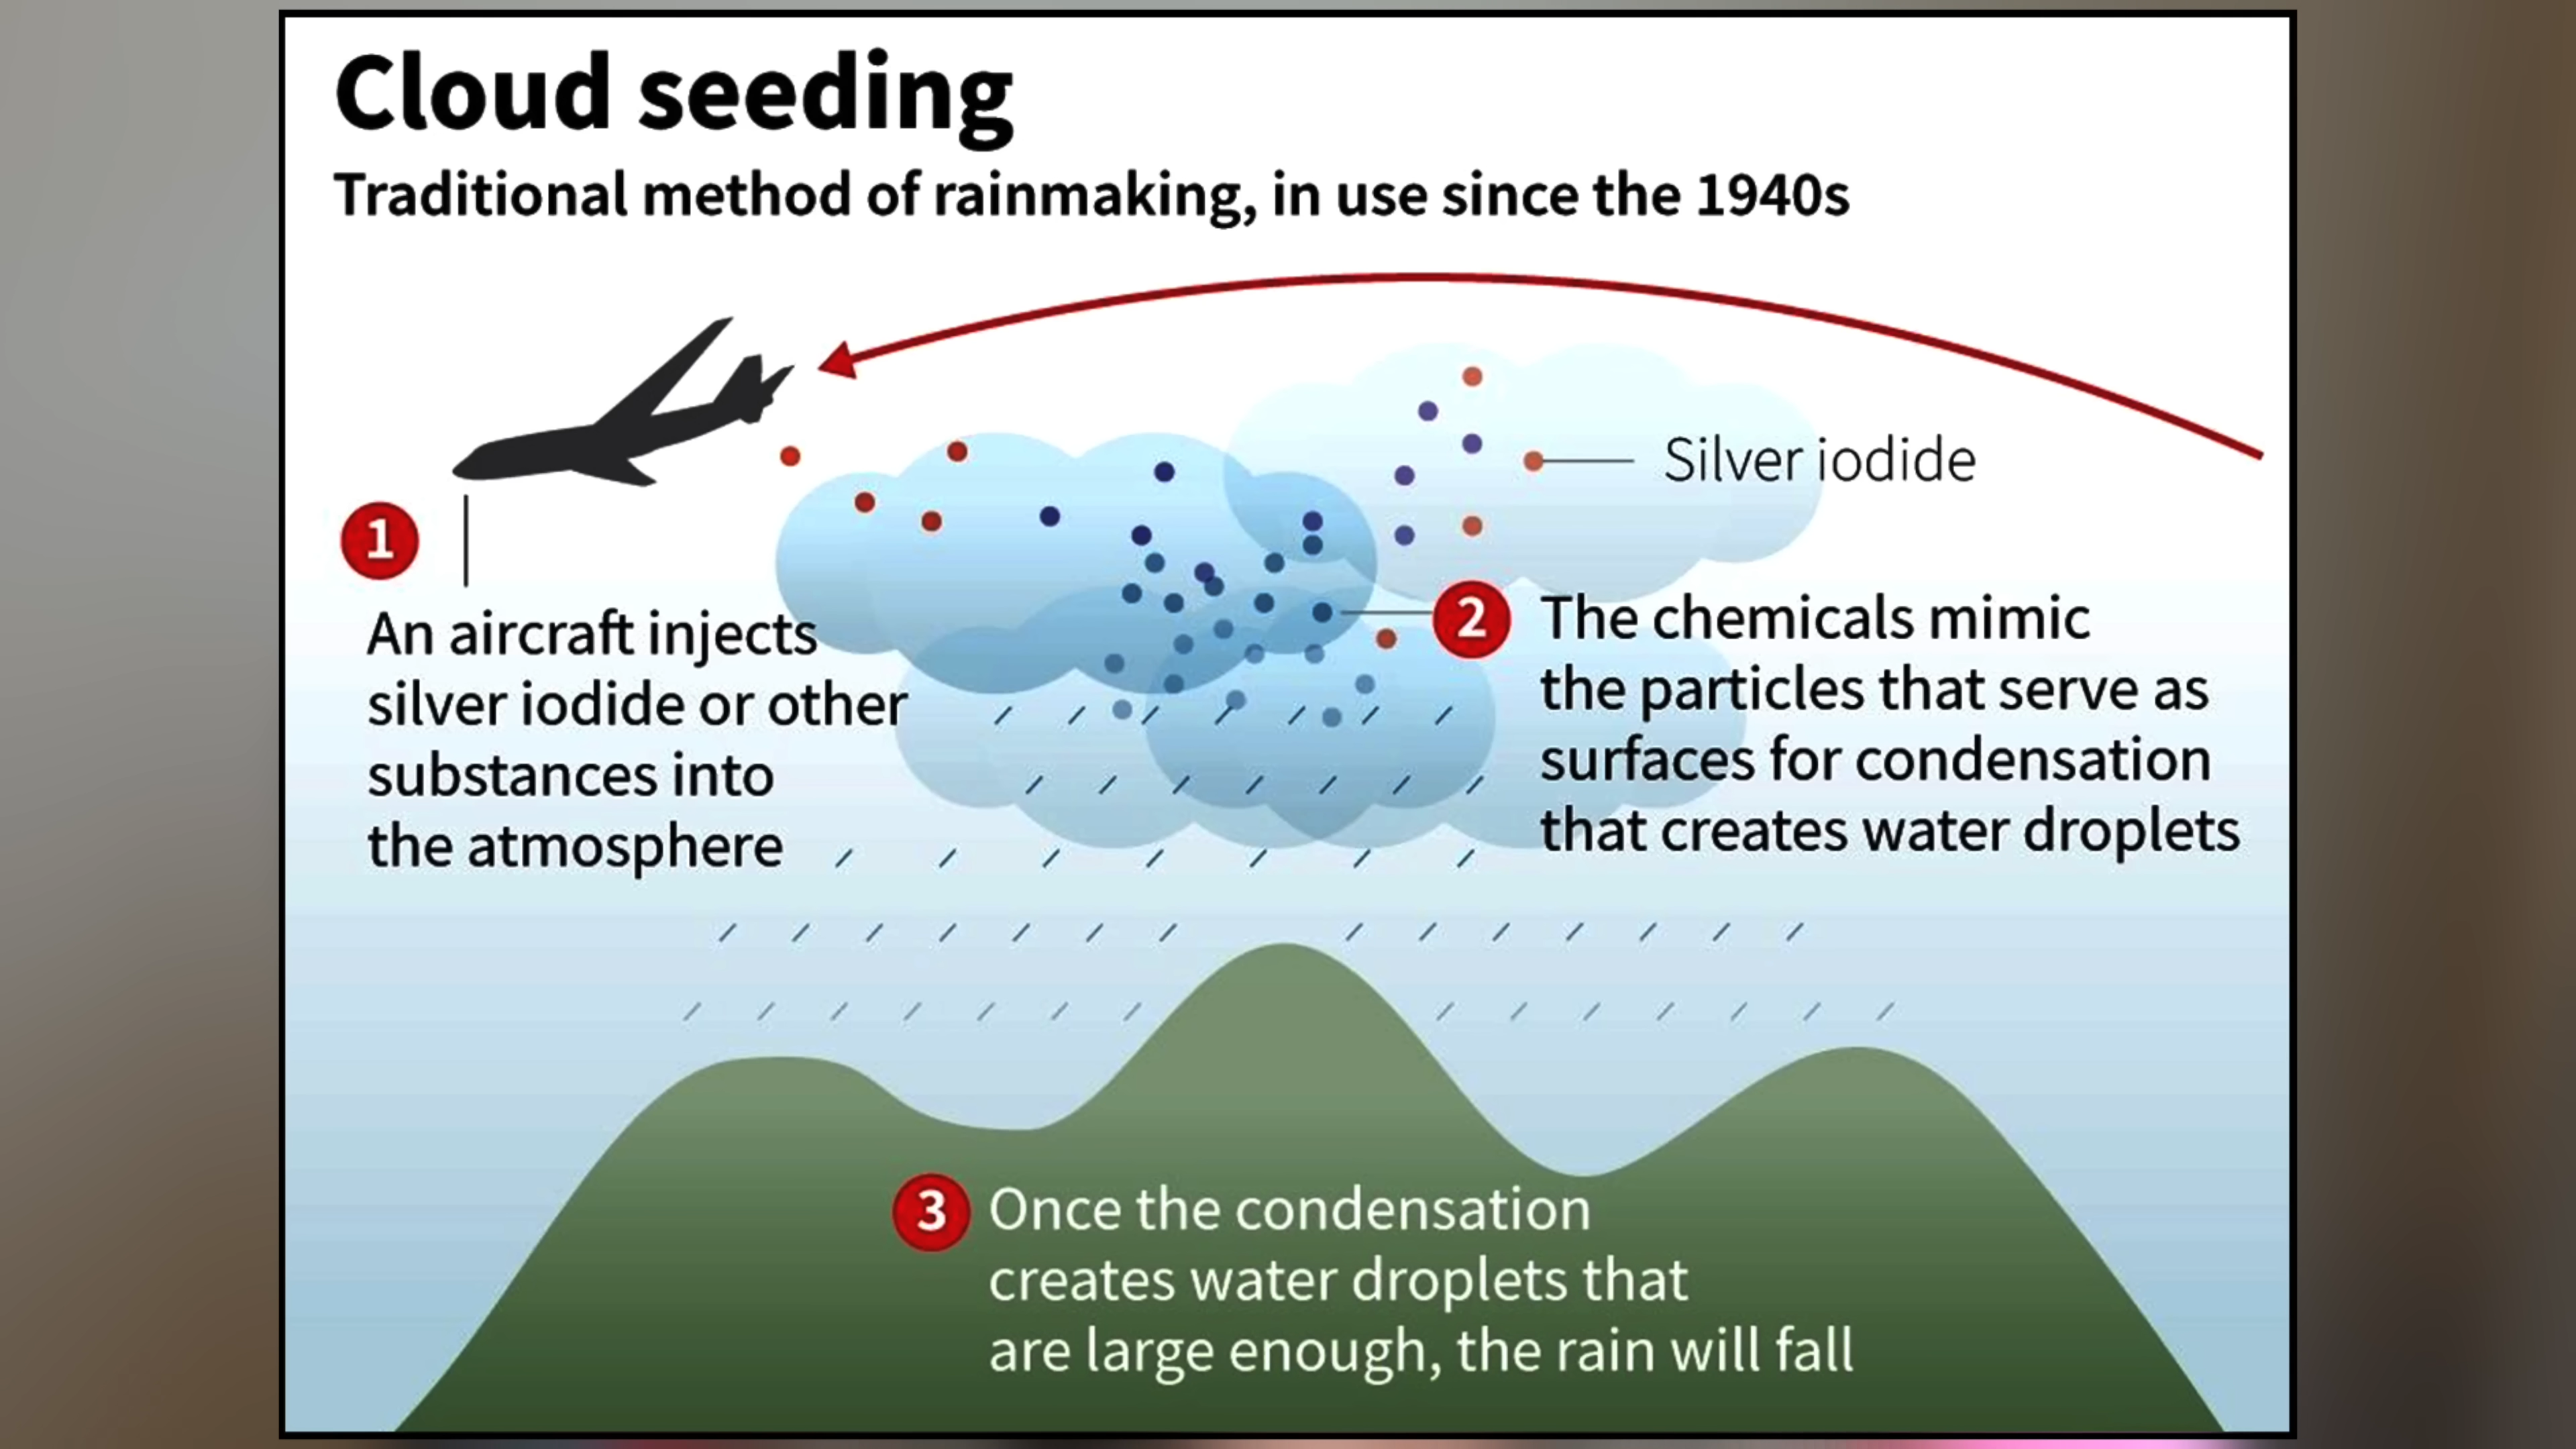 Cloud seeding
Traditional method of rainmaking, in use since the 1940s
Silver iodide
1
An aircraft injects
silver iodide or other
substances into
the atmosphere
2
The chemicals mimic
the particles that serve as
surfaces for condensation
that creates water droplets
3
Once the condensation
creates water droplets that
are large enough, the rain will fall